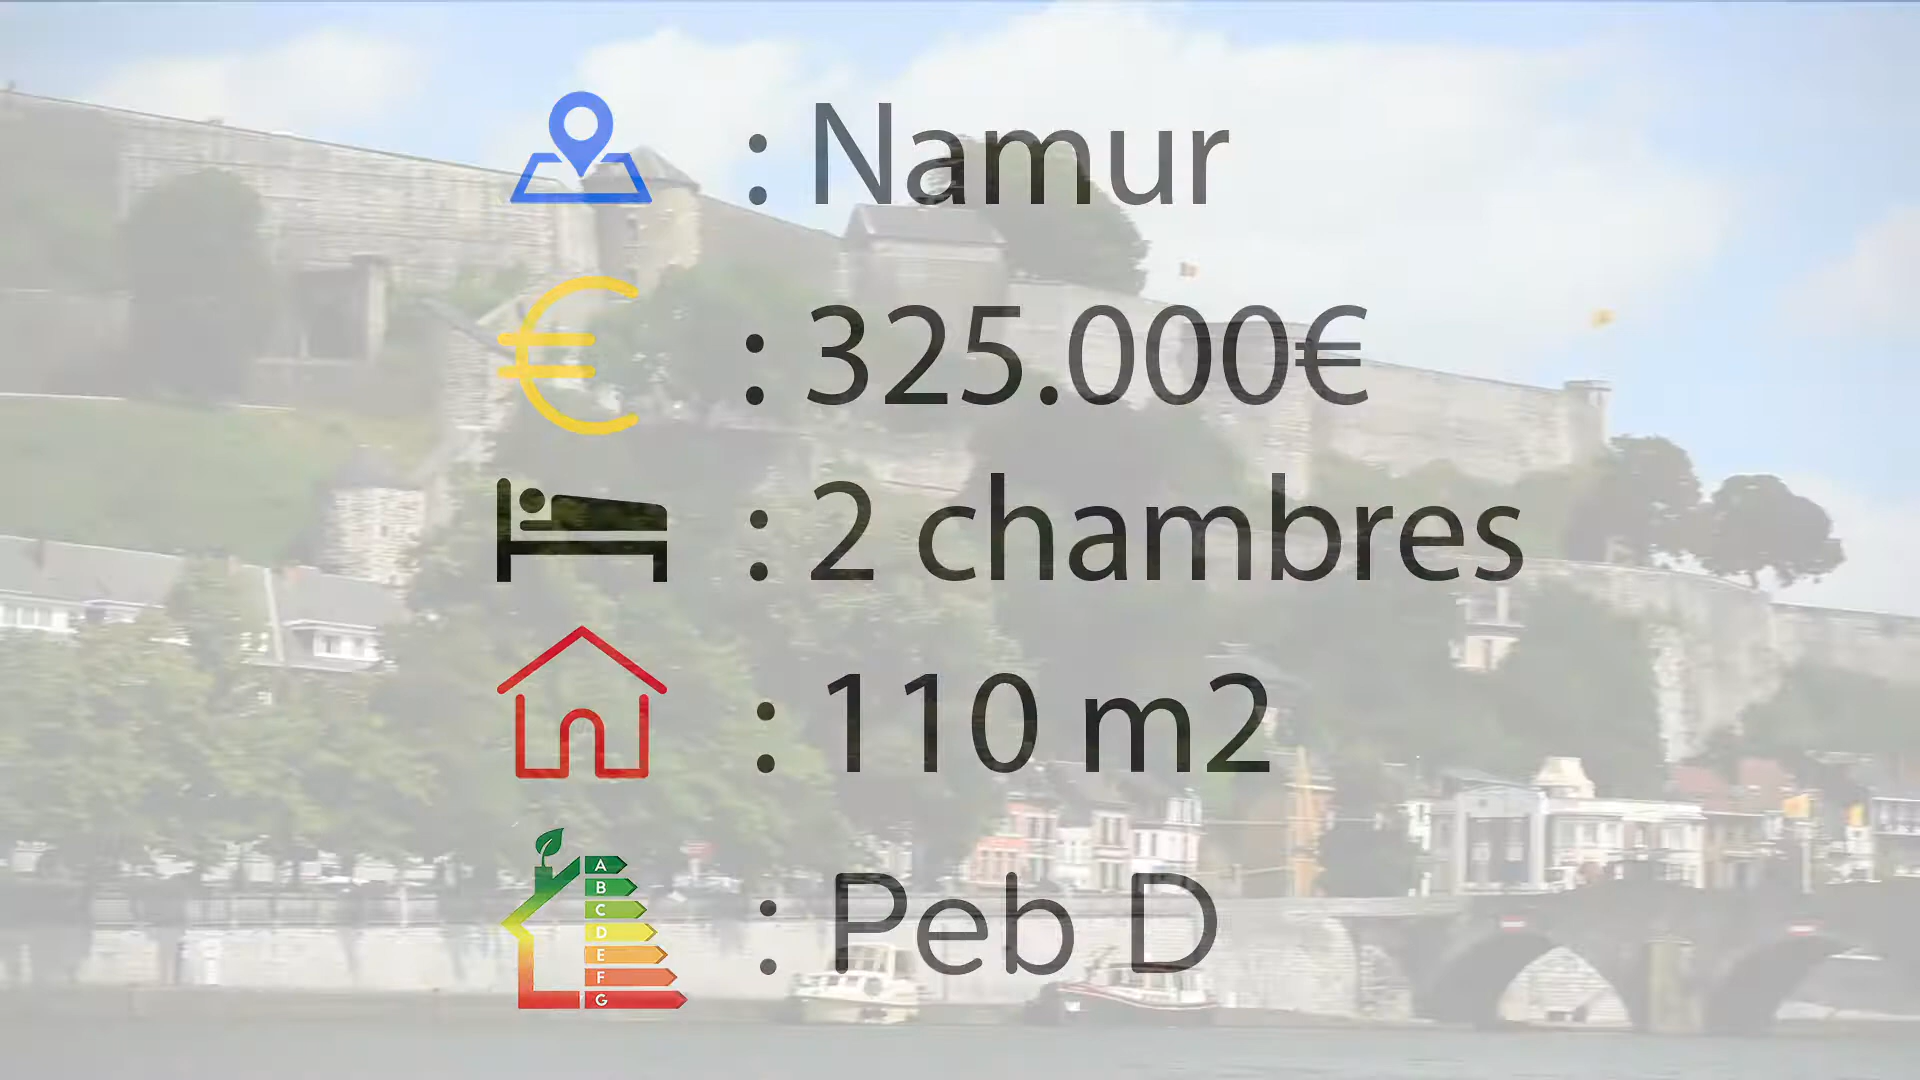 : Namur
€ : 325.000€
: 2 chambres
: 110 m2
A
B
C
D
E
F
G
: Peb D